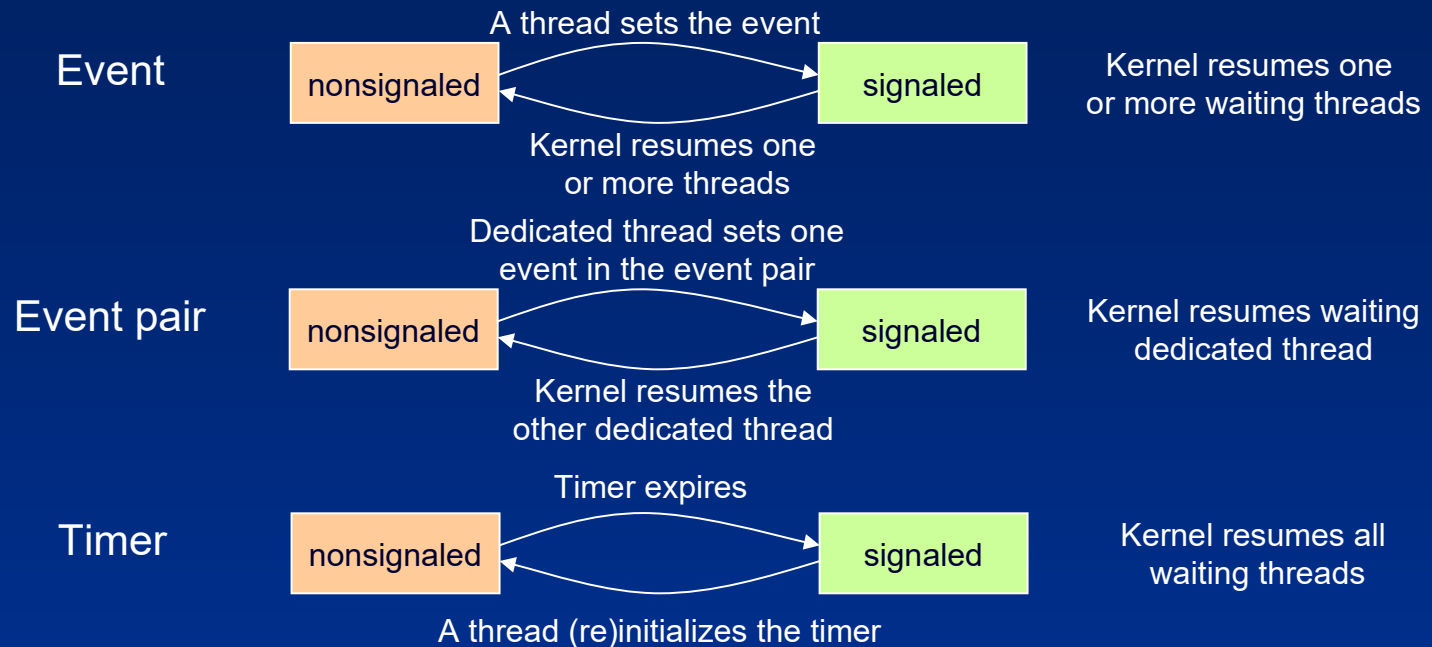 A thread sets the event
Event
nonsignaled
signaled
Kernel resumes one
or more waiting threads
Kernel resumes one
or more threads
Dedicated thread sets one
event in the event pair
Event pair
nonsignaled
signaled
Kernel resumes waiting
dedicated thread
Kernel resumes the
other dedicated thread
Timer expires
Timer
nonsignaled
signaled
Kernel resumes all
waiting threads
A thread (re)initializes the timer